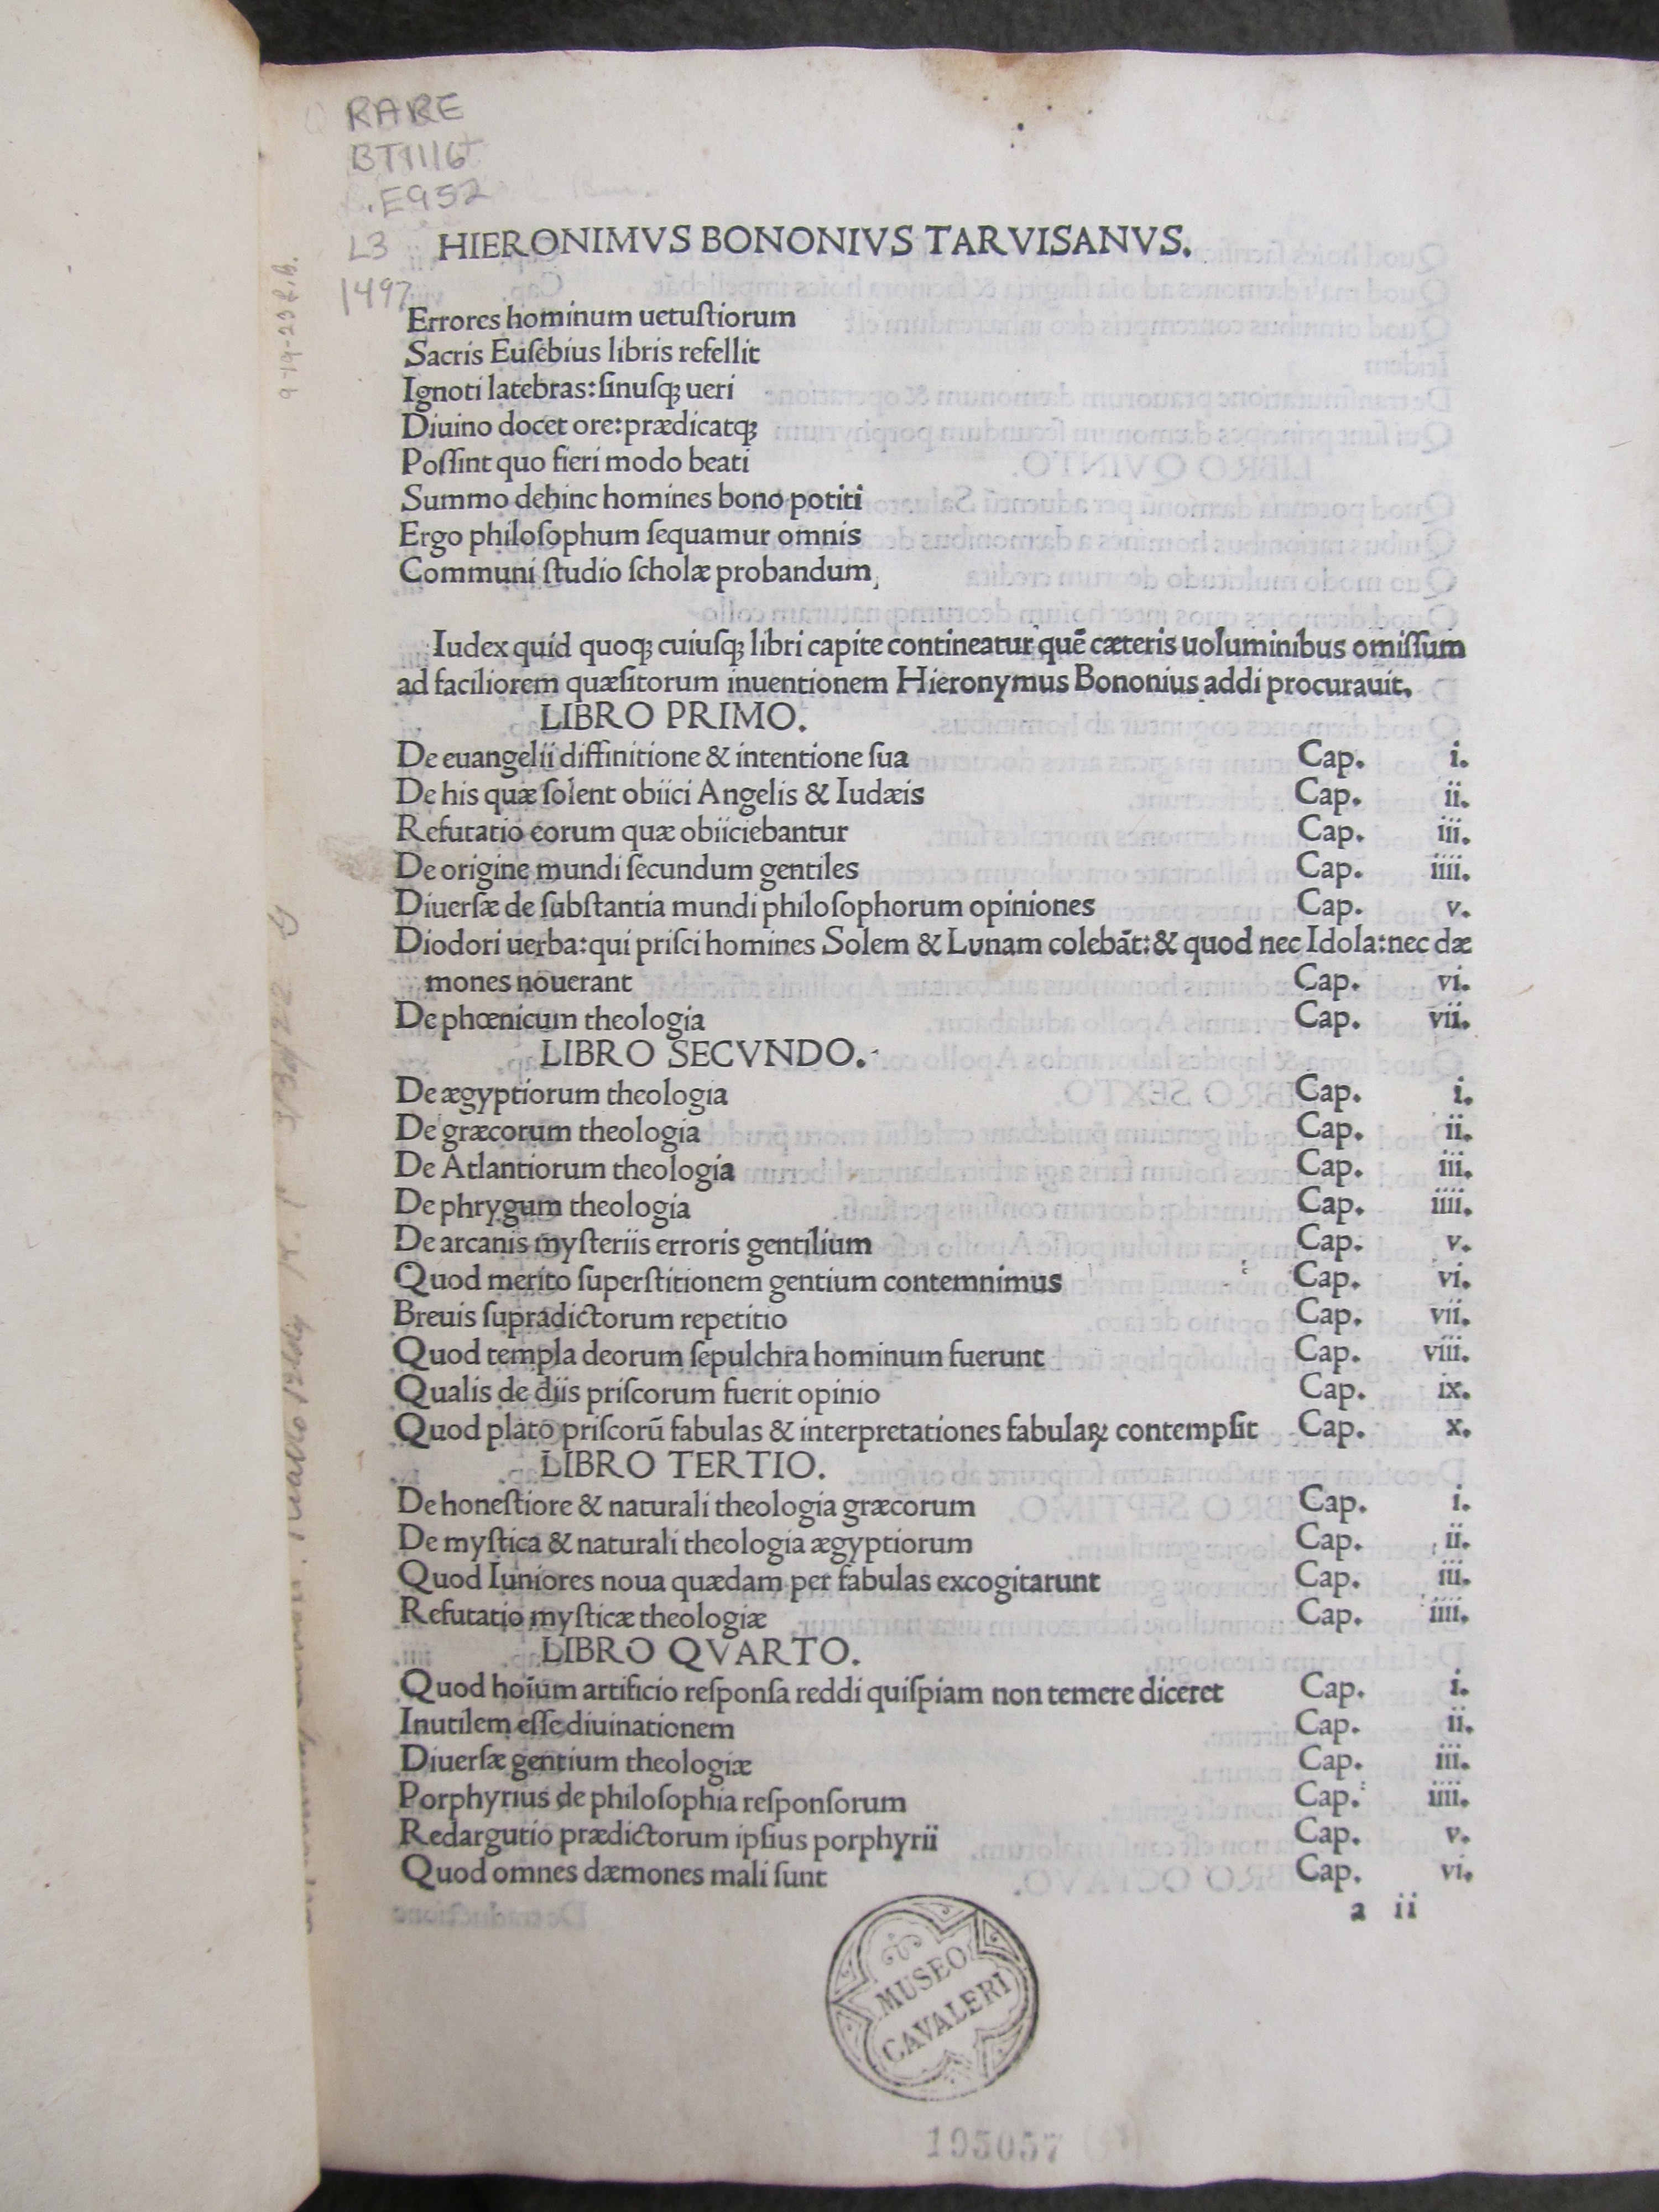 RARE
BT1116
.E952
L3
1497
9-19-23 L.B.
HIERONIMVS BONONIVS TARVISANVS.
Errores hominum uetuſtiorum
Sacris Euſebius libris refellit
Ignoti latebras:ſinuſqꝫ ueri
Diuino docet ore:prædicatqꝫ
Poſſint quo fieri modo beati
Summo dehinc homines bono potiti
Ergo philoſophum ſequamur omnis
Communi ſtudio ſcholæ probandum,
Iudex quid quoqꝫ cuiuſqꝫ libri capite contineatur quē cæteris uoluminibus omiſſum
ad faciliorem quæſitorum inuentionem Hieronymus Bononius addi procurauit.
LIBRO PRIMO.
De euangelii diffinitione & intentione ſua Cap. i.
De his quæ ſolent obiici Angelis & Iudæis Cap. ii.
Refutatio eorum quæ obiiciebantur Cap. iii.
De origine mundi ſecundum gentiles Cap. iiii.
Diuerſæ de ſubſtantia mundi philoſophorum opiniones Cap. v.
Diodori uerba:qui priſci homines Solem & Lunam colebāt:& quod nec Idola:nec dæ
mones nouerant Cap. vi.
De phœnicum theologia Cap. vii.
LIBRO SECVNDO.
De ægyptiorum theologia Cap. i.
De græcorum theologia Cap. ii.
De Atlantiorum theologia Cap. iii.
De phrygum theologia Cap. iiii.
De arcanis myſteriis erroris gentilium Cap. v.
Quod merito ſuperſtitionem gentium contemnimus Cap. vi.
Breuis ſupradictorum repetitio Cap. vii.
Quod templa deorum ſepulchra hominum fuerunt Cap. viii.
Qualis de diis priſcorum fuerit opinio Cap. ix.
Quod plato priſcorū fabulas & interpretationes fabulaꝝ contempſit Cap. x.
LIBRO TERTIO.
De honeſtiore & naturali theologia græcorum Cap. i.
De myſtica & naturali theologia ægyptiorum Cap. ii.
Quod Iuniores noua quædam per fabulas excogitarunt Cap. iii.
Refutatio myſticæ theologiæ Cap. iiii.
LIBRO QVARTO.
Quod hoīum artificio reſponſa reddi quiſpiam non temere diceret Cap. i.
Inutilem eſſe diuinationem Cap. ii.
Diuerſæ gentium theologiæ Cap. iii.
Porphyrius de philoſophia reſponſorum Cap. iiii.
Redargutio prædictorum ipſius porphyrii Cap. v.
Quod omnes dæmones mali ſunt Cap. vi.
a ii
MUSEO
CAVALERI
195057